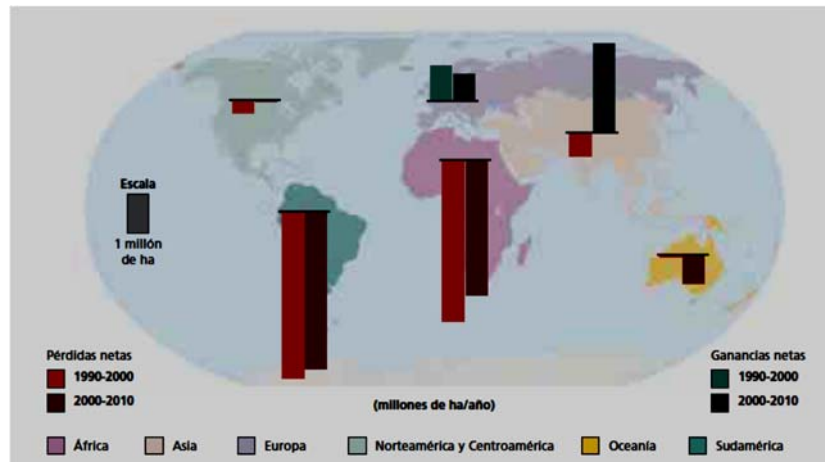 Escala
1 millón
de ha
Pérdidas netas
1990-2000
2000-2010
(millones de ha/año)
Ganancias netas
1990-2000
2000-2010
África
Asia
Europa
Norteamérica y Centroamérica
Oceanía
Sudamérica